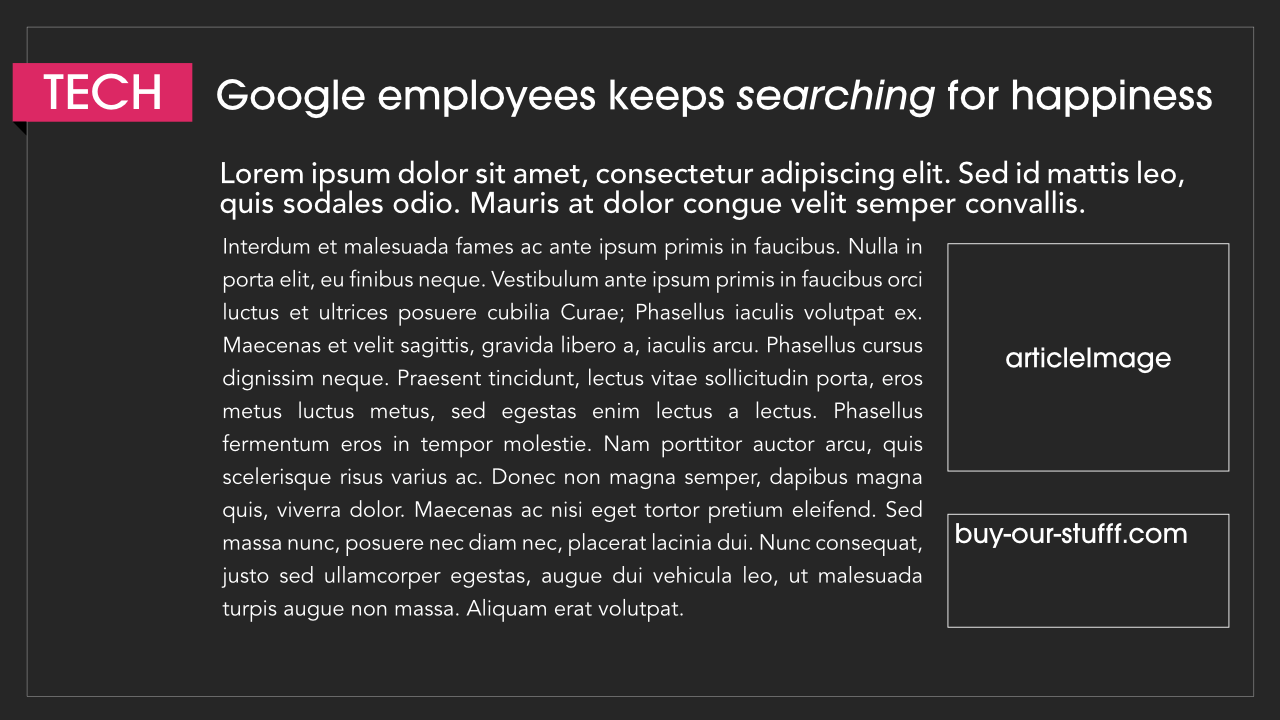 TECH
Google employees keeps searching for happiness
Lorem ipsum dolor sit amet, consectetur adipiscing elit. Sed id mattis leo,
quis sodales odio. Mauris at dolor congue velit semper convallis.
Interdum et malesuada fames ac ante ipsum primis in faucibus. Nulla in
porta elit, eu finibus neque. Vestibulum ante ipsum primis in faucibus orci
luctus et ultrices posuere cubilia Curae; Phasellus iaculis volutpat ex.
Maecenas et velit sagittis, gravida libero a, iaculis arcu. Phasellus cursus
dignissim neque. Praesent tincidunt, lectus vitae sollicitudin porta, eros
metus luctus metus, sed egestas enim lectus a lectus. Phasellus
fermentum eros in tempor molestie. Nam porttitor auctor arcu, quis
scelerisque risus varius ac. Donec non magna semper, dapibus magna
quis, viverra dolor. Maecenas ac nisi eget tortor pretium eleifend. Sed
massa nunc, posuere nec diam nec, placerat lacinia dui. Nunc consequat,
justo sed ullamcorper egestas, augue dui vehicula leo, ut malesuada
turpis augue non massa. Aliquam erat volutpat.
articleImage
buy-our-stufff.com